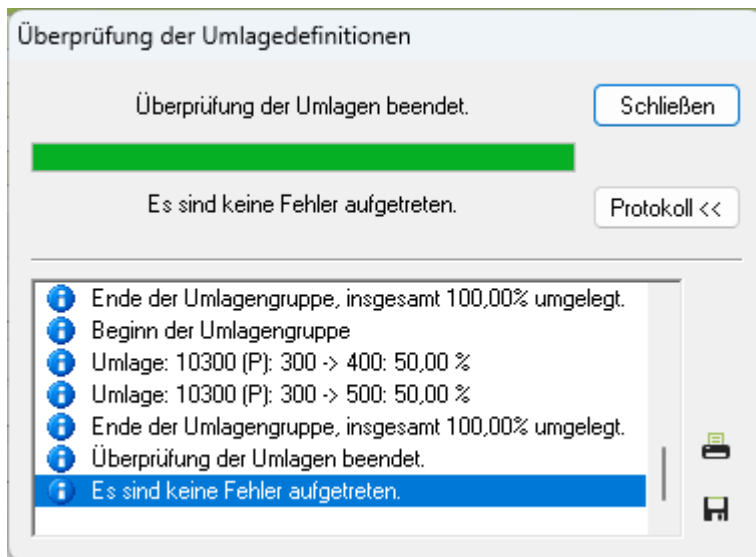 Überprüfung der Umlagedefinitionen
Überprüfung der Umlagen beendet.
Schließen
Es sind keine Fehler aufgetreten.
Protokoll <<
Ende der Umlagengruppe, insgesamt 100,00% umgelegt.
Beginn der Umlagengruppe
Umlage: 10300 (P): 300 -> 400: 50,00 %
Umlage: 10300 (P): 300 -> 500: 50,00 %
Ende der Umlagengruppe, insgesamt 100,00% umgelegt.
Überprüfung der Umlagen beendet.
Es sind keine Fehler aufgetreten.